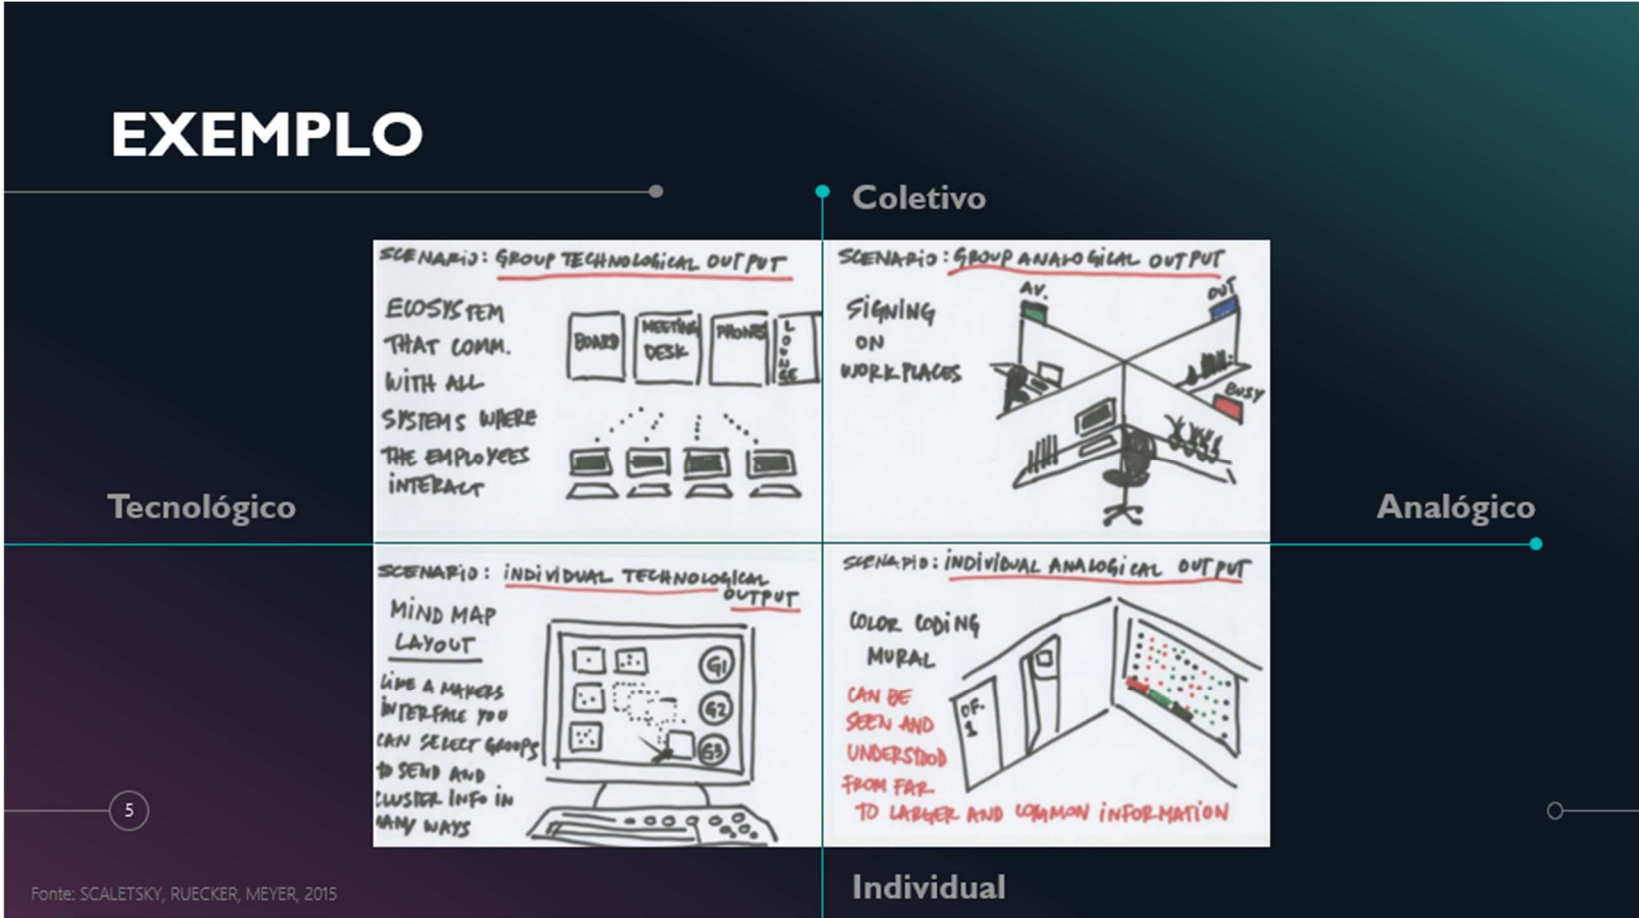 EXEMPLO
Coletivo
SCENARIO: GROUP TECHNOLOGICAL OUTPUT
ECOSYSTEM
THAT COMM.
WITH ALL
SYSTEMS WHERE
THE EMPLOYEES
INTERACT
BOARD
MEETING
DESK
PHONES
LOUNGE
SCENARIO: GROUP ANALOGICAL OUTPUT
SIGNING
ON
WORKPLACES
AV.
OUT
BUSY
Tecnológico
Analógico
SCENARIO: INDIVIDUAL TECHNOLOGICAL
OUTPUT
MIND MAP
LAYOUT
LIKE A MAKERS
INTERFACE YOU
CAN SELECT GROUPS
TO SEND AND
CLUSTER INFO IN
MANY WAYS
G1
G2
G3
SCENARIO: INDIVIDUAL ANALOGICAL OUTPUT
COLOR CODING
MURAL
CAN BE
SEEN AND
UNDERSTOOD
FROM FAR
TO LARGER AND COMMON INFORMATION
OF.
1
5
Fonte: SCALETSKY, RUECKER, MEYER, 2015
Individual